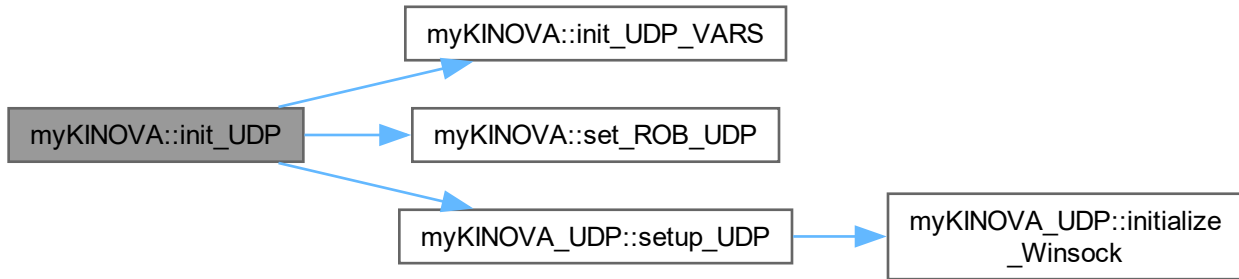 myKINOVA::init_UDP_VARS
myKINOVA::init_UDP
myKINOVA::set_ROB_UDP
myKINOVA_UDP::setup_UDP
myKINOVA_UDP::initialize
_Winsock